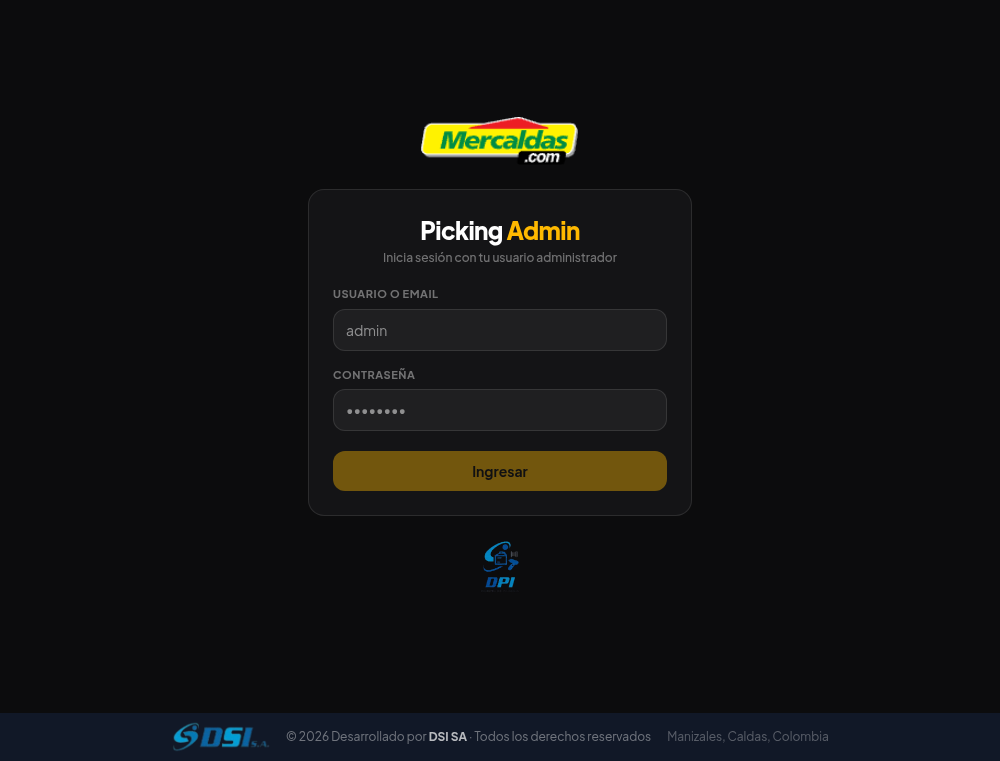 Mercaldas
.com
Picking Admin
Inicia sesión con tu usuario administrador
USUARIO O EMAIL
admin
CONTRASEÑA
••••••••
Ingresar
DPI
DSI S.A. © 2026 Desarrollado por DSI SA · Todos los derechos reservados Manizales, Caldas, Colombia